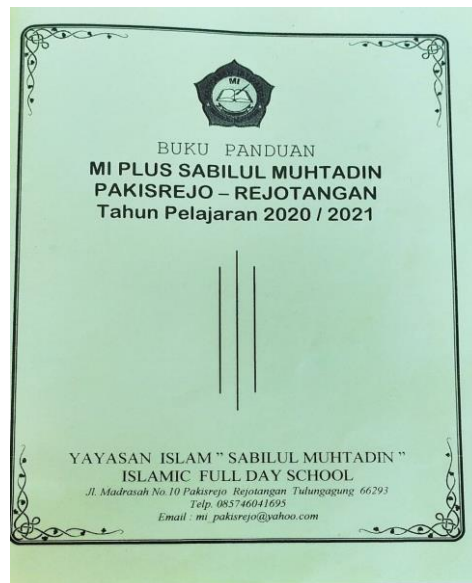 MI
BUKU PANDUAN
MI PLUS SABILUL MUHTADIN
PAKISREJO – REJOTANGAN
Tahun Pelajaran 2020 / 2021
YAYASAN ISLAM " SABILUL MUHTADIN "
ISLAMIC FULL DAY SCHOOL
Jl. Madrasah No.10 Pakisrejo Rejotangan Tulungagung 66293
Telp. 085746041695
Email : mi_pakisrejo@yahoo.com